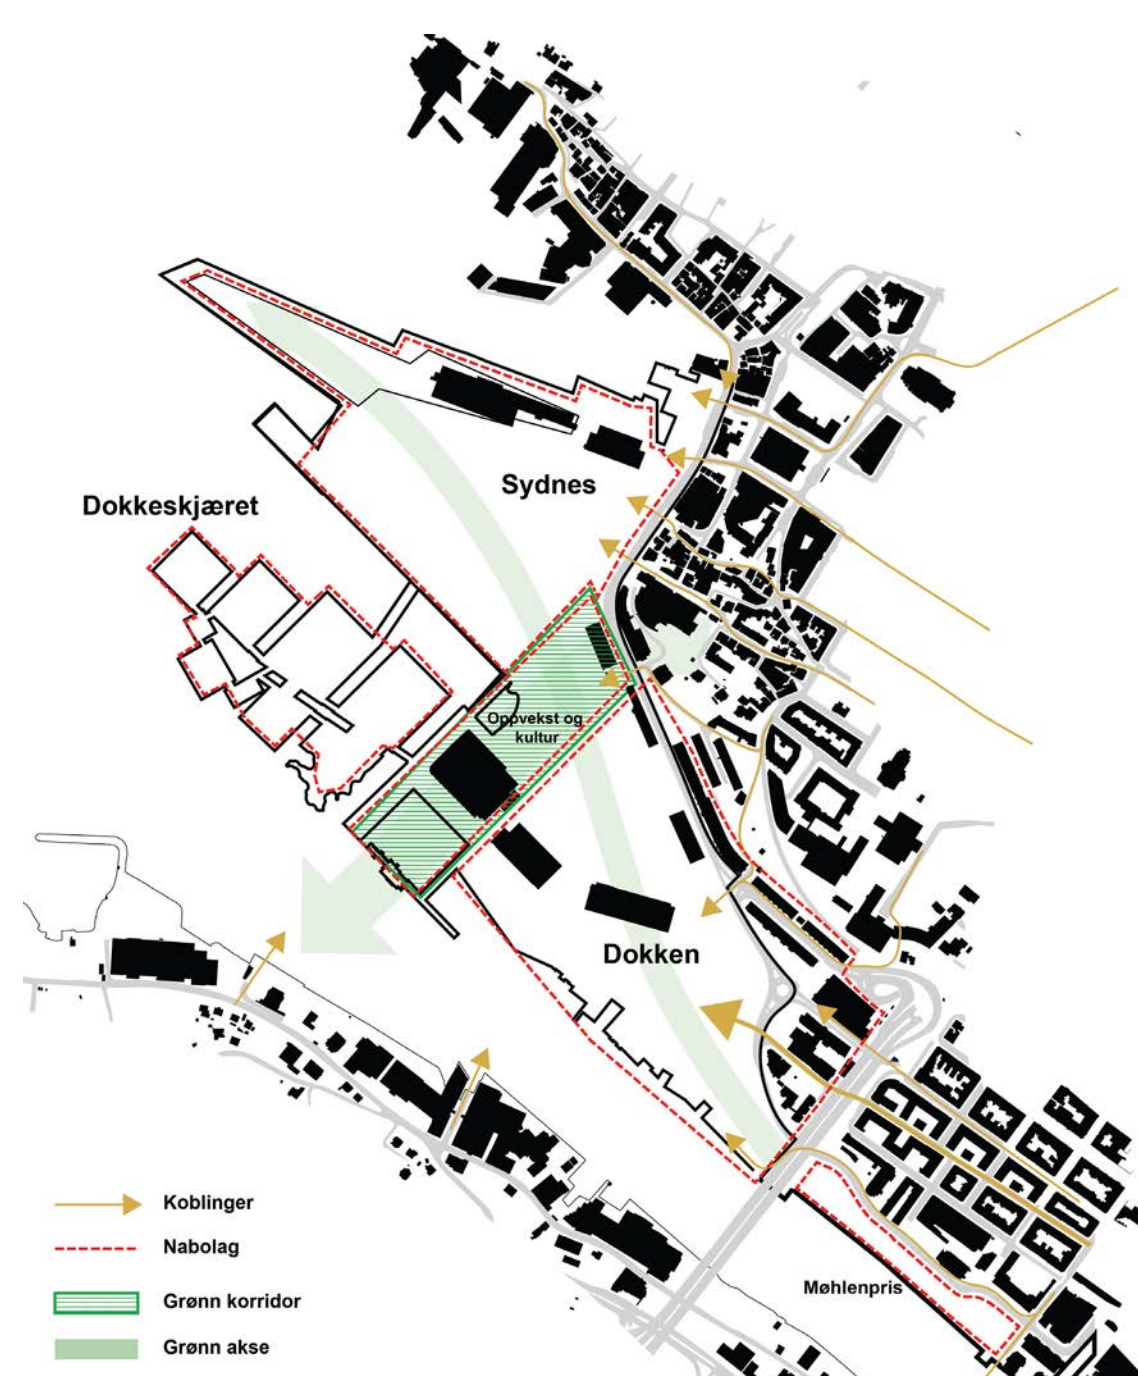 Sydnes
Dokkeskjæret
Oppvekst og
kultur
Dokken
Møhlenpris
Koblinger
Nabolag
Grønn korridor
Grønn akse